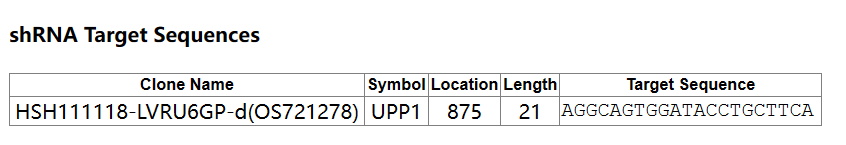 shRNA Target Sequences
Clone Name Symbol Location Length Target Sequence
HSH111118-LVRU6GP-d(OS721278) UPP1 875 21 AGGCAGTGGATACCTGCTTCA